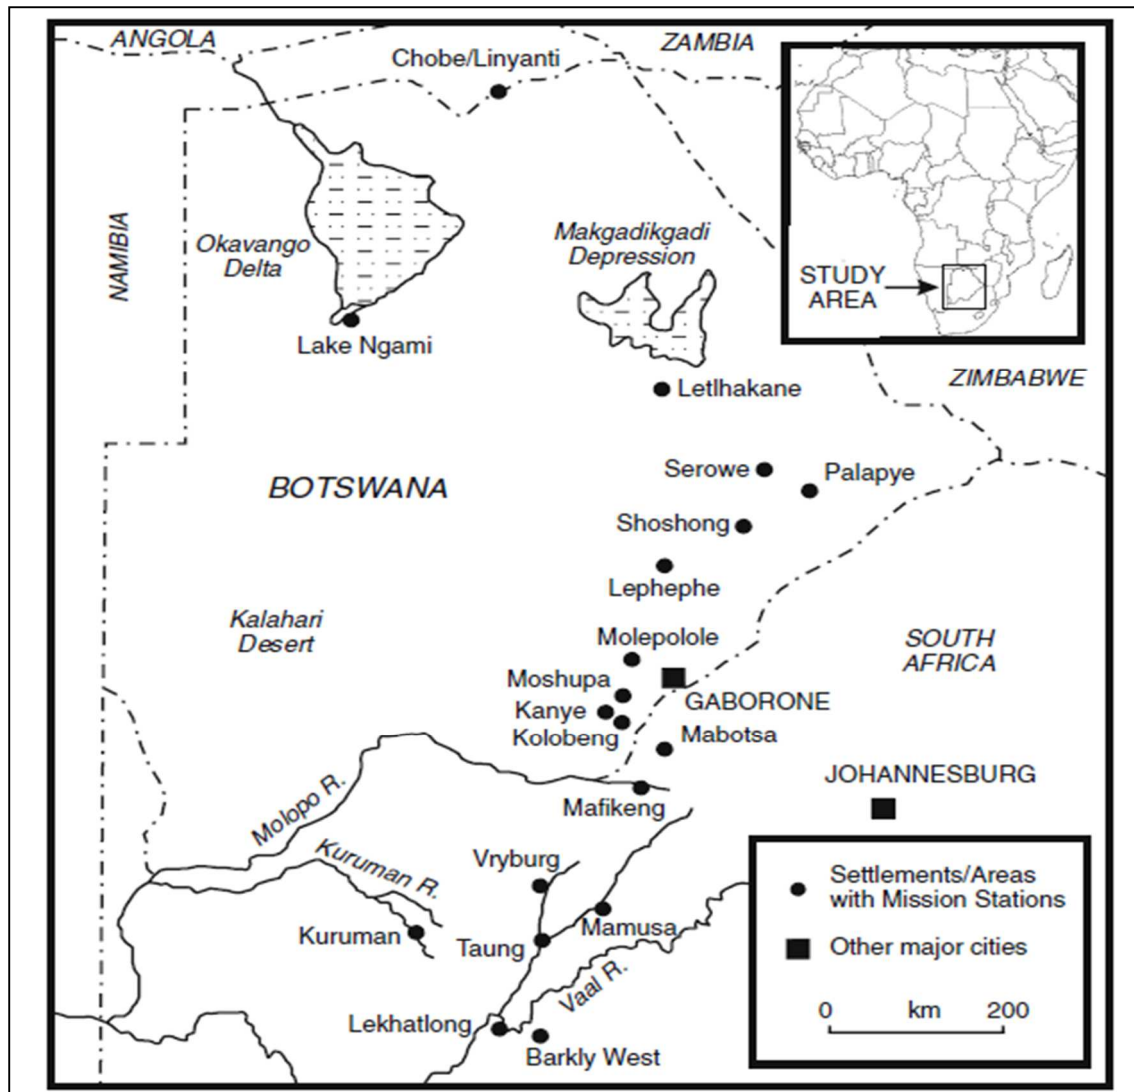 ANGOLA
ZAMBIA
Chobe/Linyanti
NAMIBIA
Okavango
Delta
Makgadikgadi
Depression
STUDY
AREA
Lake Ngami
Letlhakane
ZIMBABWE
Serowe
Palapye
BOTSWANA
Shoshong
Lephephe
Kalahari
Desert
Molepolole
SOUTH
AFRICA
Moshupa
GABORONE
Kanye
Kolobeng
Mabotsa
JOHANNESBURG
Mafikeng
Molopo R.
Kuruman R.
Vryburg
Kuruman
Taung
Mamusa
Vaal R.
Lekhatlong
Barkly West
Settlements/Areas
with Mission Stations
Other major cities
0 km 200